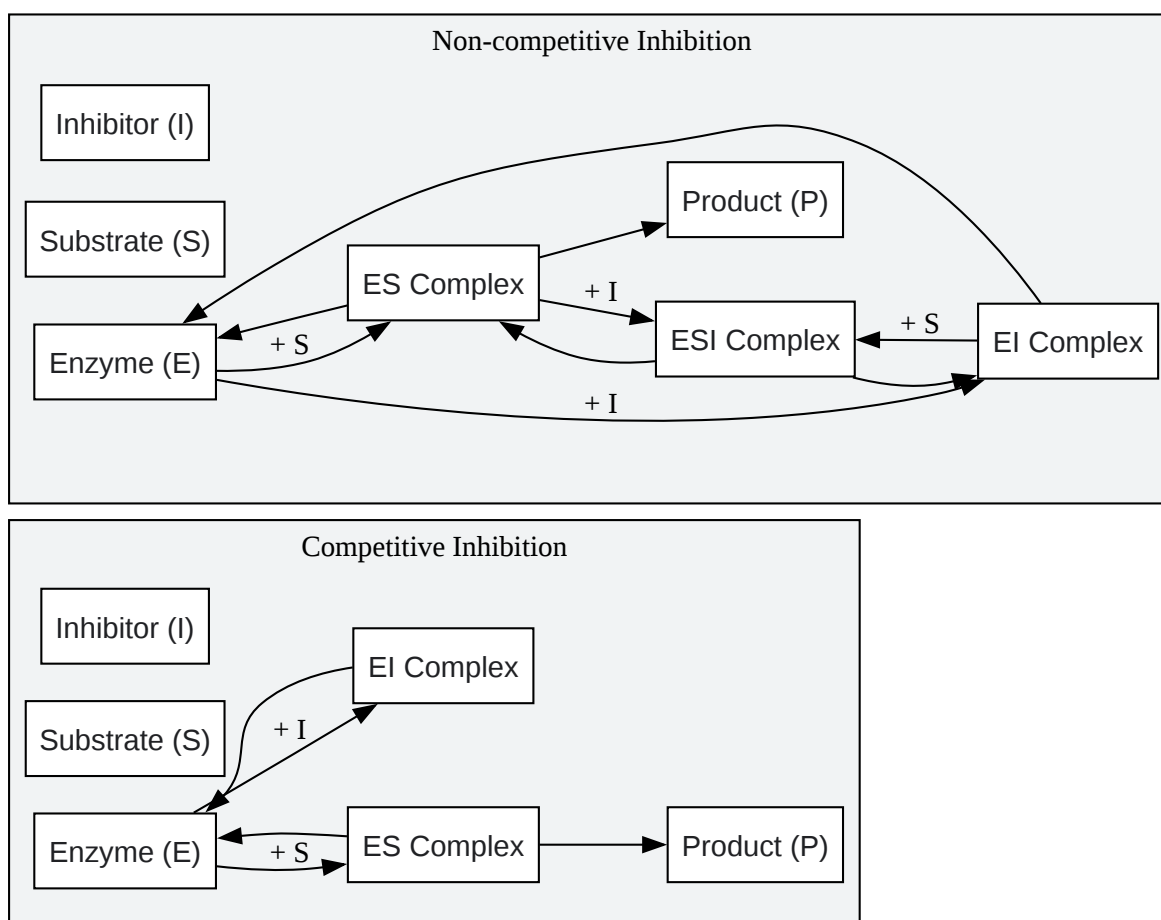 Non-competitive Inhibition
Inhibitor (I)
Product (P)
Substrate (S)
ES Complex
+ I
+ S
ESI Complex
EI Complex
+ S
Enzyme (E)
+ I
Competitive Inhibition
Inhibitor (I)
EI Complex
Substrate (S)
+ I
Enzyme (E)
+ S
ES Complex
Product (P)